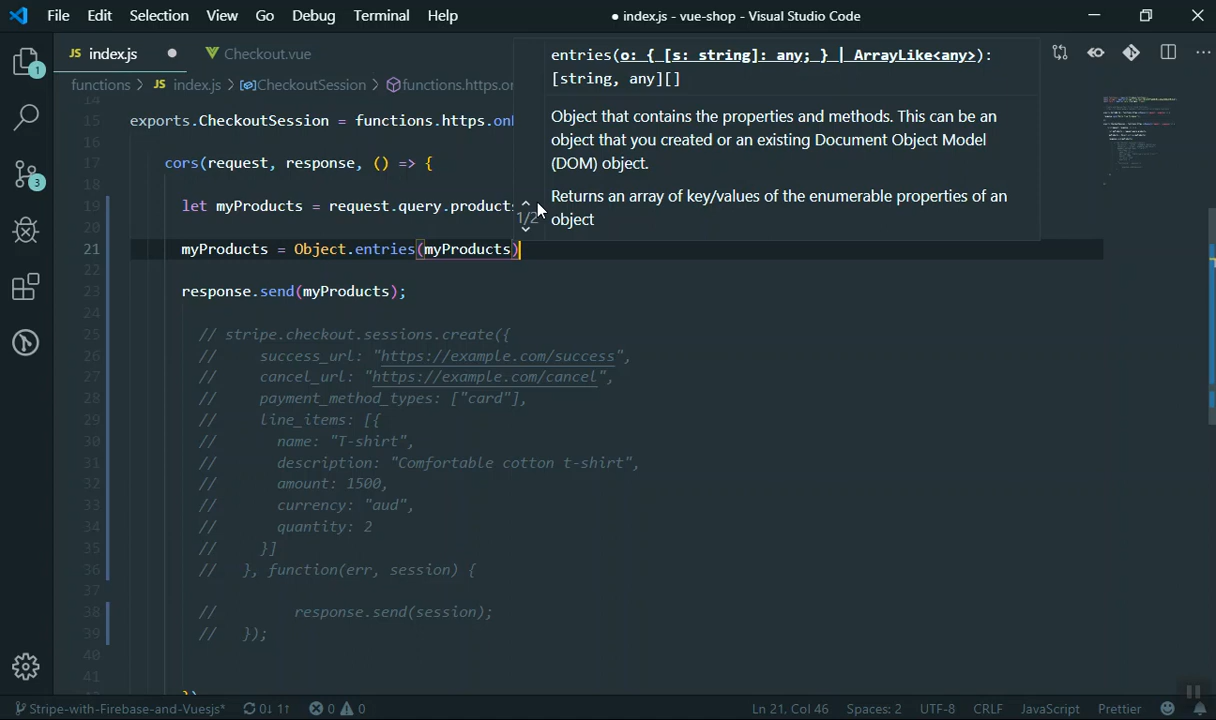 File Edit Selection View Go Debug Terminal Help
● index.js - vue-shop - Visual Studio Code
JS index.js ●
Checkout.vue
functions > JS index.js > CheckoutSession > functions.https.or
entries(o: { [s: string]: any; } | ArrayLike<any>):
[string, any][]
Object that contains the properties and methods. This can be an
object that you created or an existing Document Object Model
(DOM) object.
Returns an array of key/values of the enumerable properties of an
object
1/2
1
3
14
15 exports.CheckoutSession = functions.https.onl
16
17 cors(request, response, () => {
18
19 let myProducts = request.query.product
20
21 myProducts = Object.entries(myProducts)
22
23 response.send(myProducts);
24
25 // stripe.checkout.sessions.create({
26 // success_url: "https://example.com/success",
27 // cancel_url: "https://example.com/cancel",
28 // payment_method_types: ["card"],
29 // line_items: [{
30 // name: "T-shirt",
31 // description: "Comfortable cotton t-shirt",
32 // amount: 1500,
33 // currency: "aud",
34 // quantity: 2
35 // }]
36 // }, function(err, session) {
37
38 // response.send(session);
39 // });
40
41
Stripe-with-Firebase-and-Vuejs* 0↓ 1↑ 0 0
Ln 21, Col 46 Spaces: 2 UTF-8 CRLF JavaScript Prettier